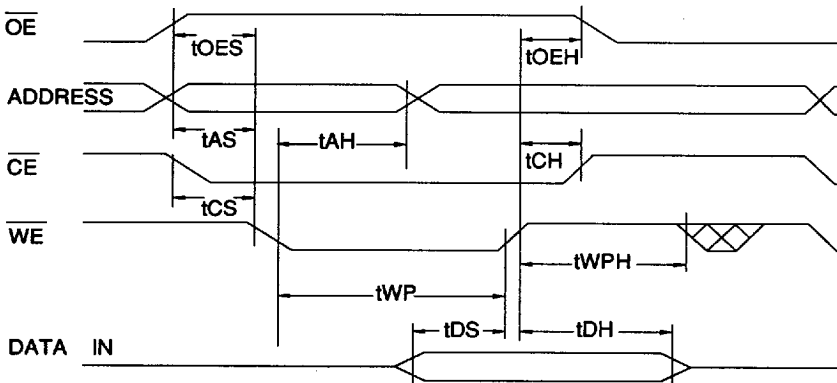 OE
tOES
tOEH
ADDRESS
tAS
tAH
tCH
CE
tCS
WE
tWPH
tWP
tDS
tDH
DATA IN